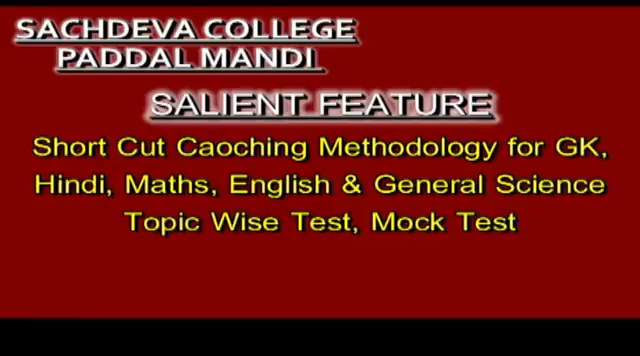 SACHDEVA COLLEGE
PADDAL MANDI
SALIENT FEATURE
Short Cut Caoching Methodology for GK,
Hindi, Maths, English & General Science
Topic Wise Test, Mock Test